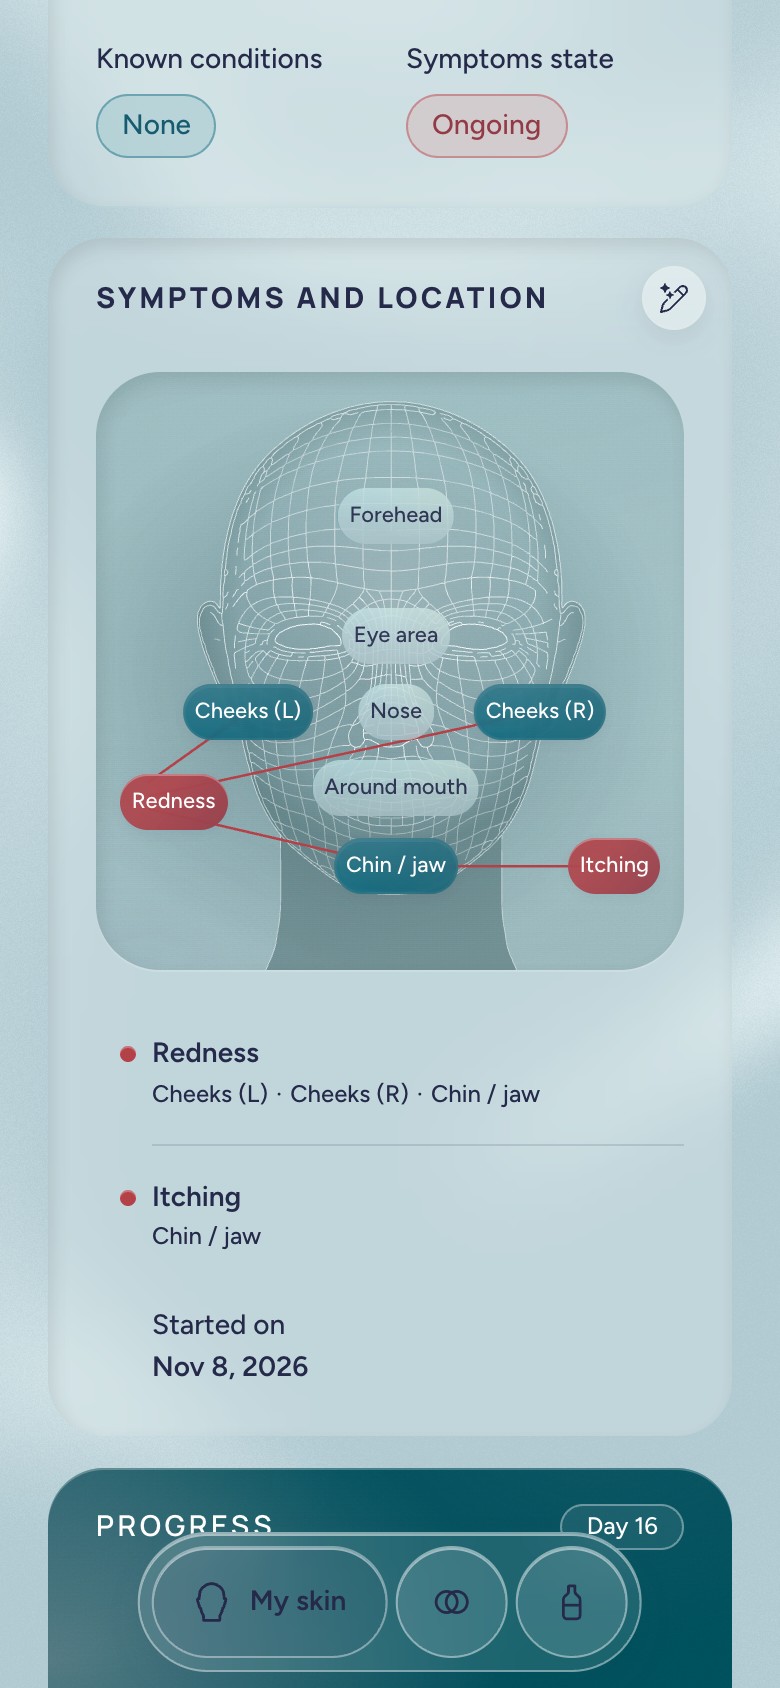 Known conditions
Symptoms state
None
Ongoing
SYMPTOMS AND LOCATION
Forehead
Eye area
Cheeks (L)
Nose
Cheeks (R)
Around mouth
Redness
Chin / jaw
Itching
Redness
Cheeks (L) · Cheeks (R) · Chin / jaw
Itching
Chin / jaw
Started on
Nov 8, 2026
PROGRESS
Day 16
My skin